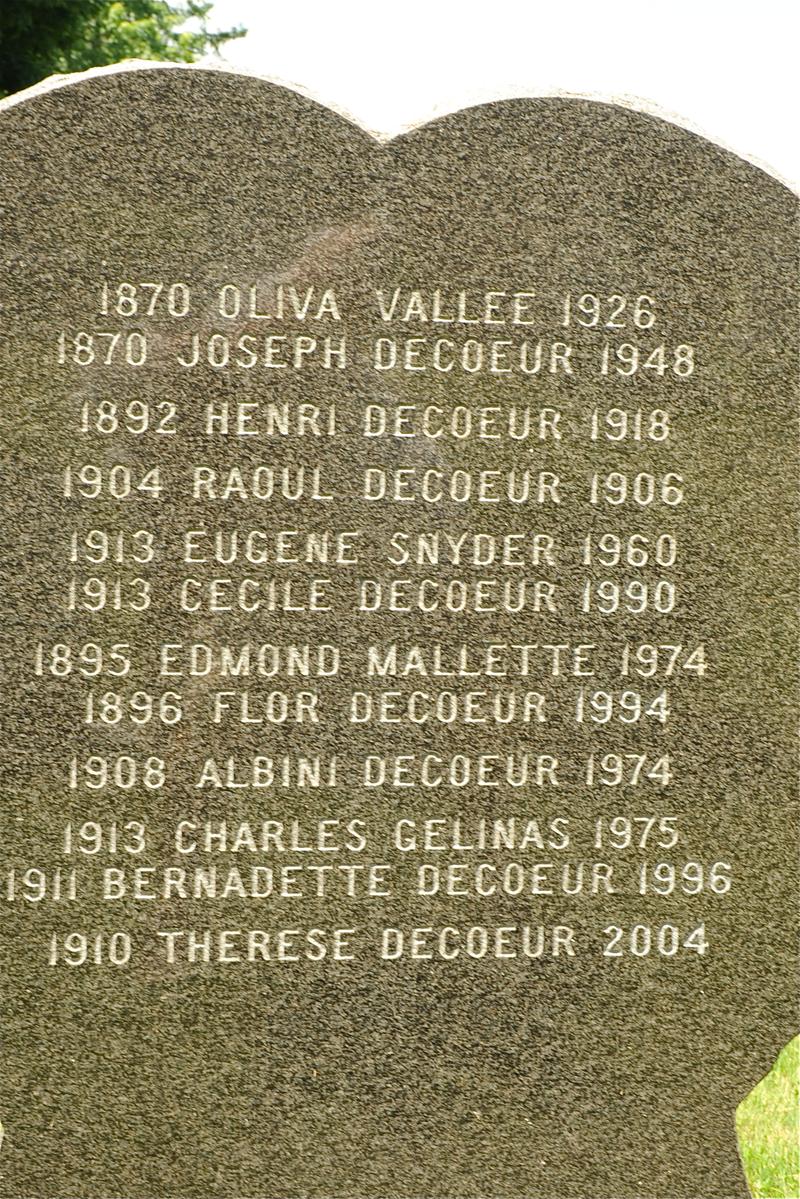 1870 OLIVA VALLEE 1926
1870 JOSEPH DECOEUR 1948
1892 HENRI DECOEUR 1918
1904 RAOUL DECOEUR 1906
1913 EUGENE SNYDER 1960
1913 CECILE DECOEUR 1990
1895 EDMOND MALLETTE 1974
1896 FLOR DECOEUR 1994
1908 ALBINI DECOEUR 1974
1913 CHARLES GELINAS 1975
1911 BERNADETTE DECOEUR 1996
1910 THERESE DECOEUR 2004